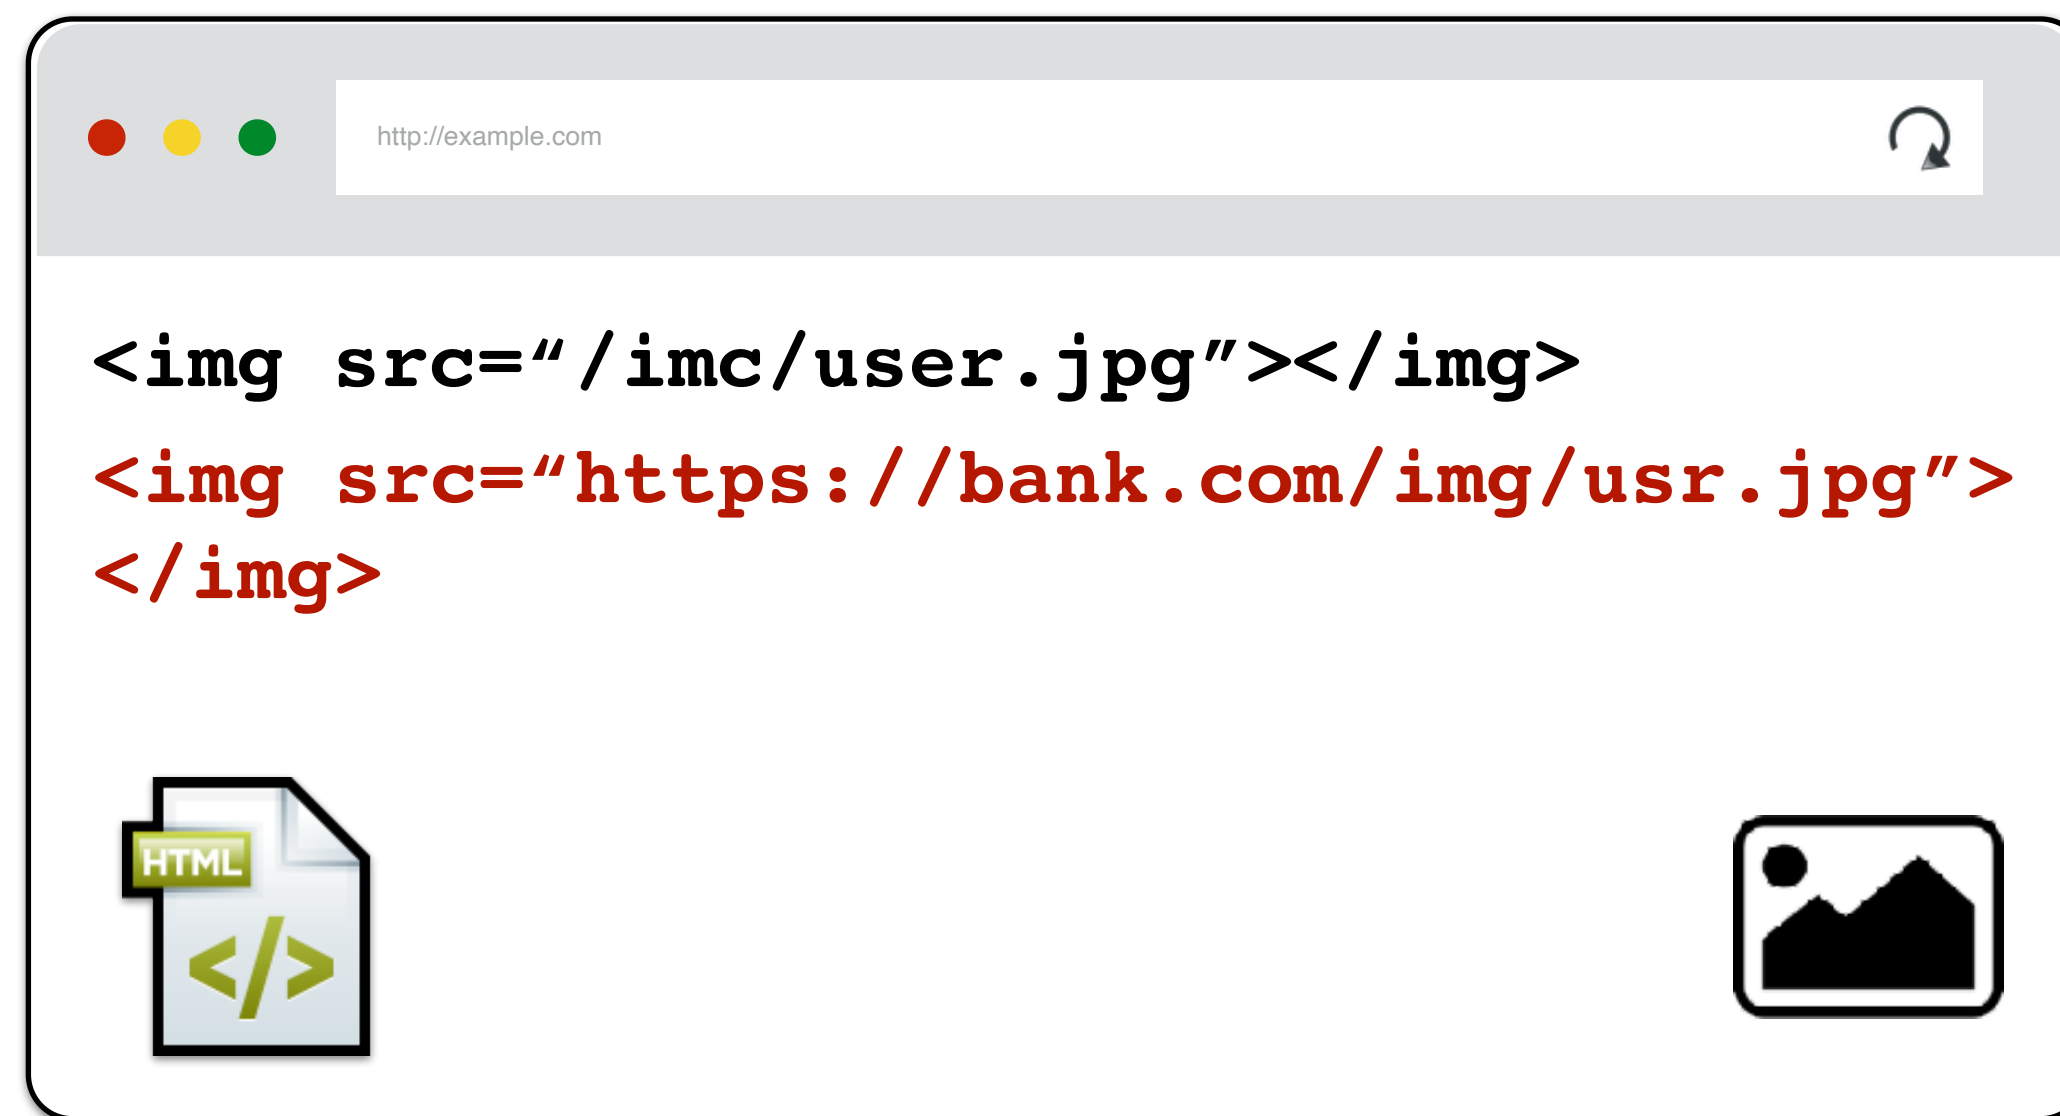 http://example.com
<img src=“/imc/user.jpg”></img>
<img src=“https://bank.com/img/usr.jpg”>
</img>
HTML
</>